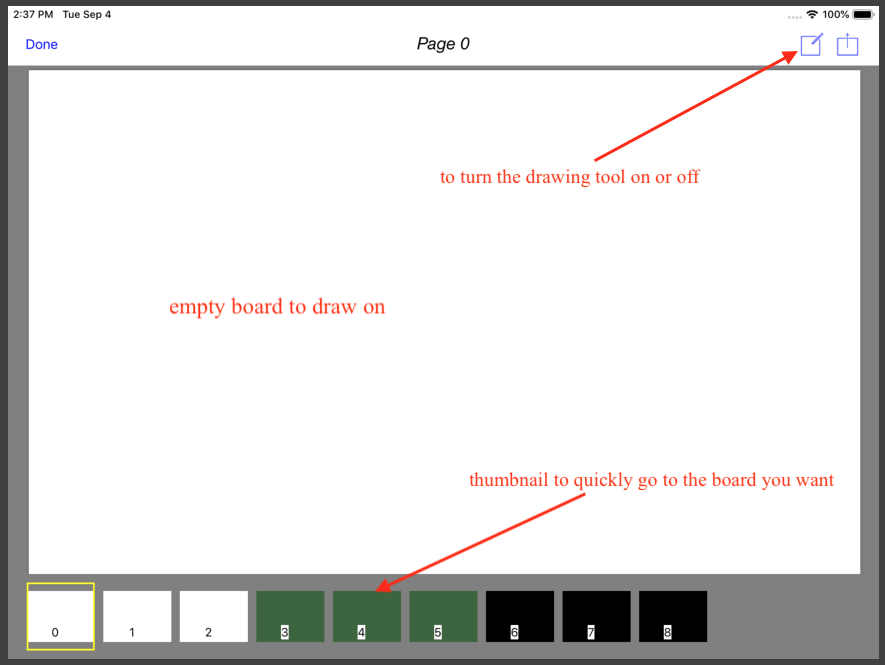 2:37 PM Tue Sep 4
100%
Done
Page 0
to turn the drawing tool on or off
empty board to draw on
thumbnail to quickly go to the board you want
0 1 2 3 4 5 6 7 8